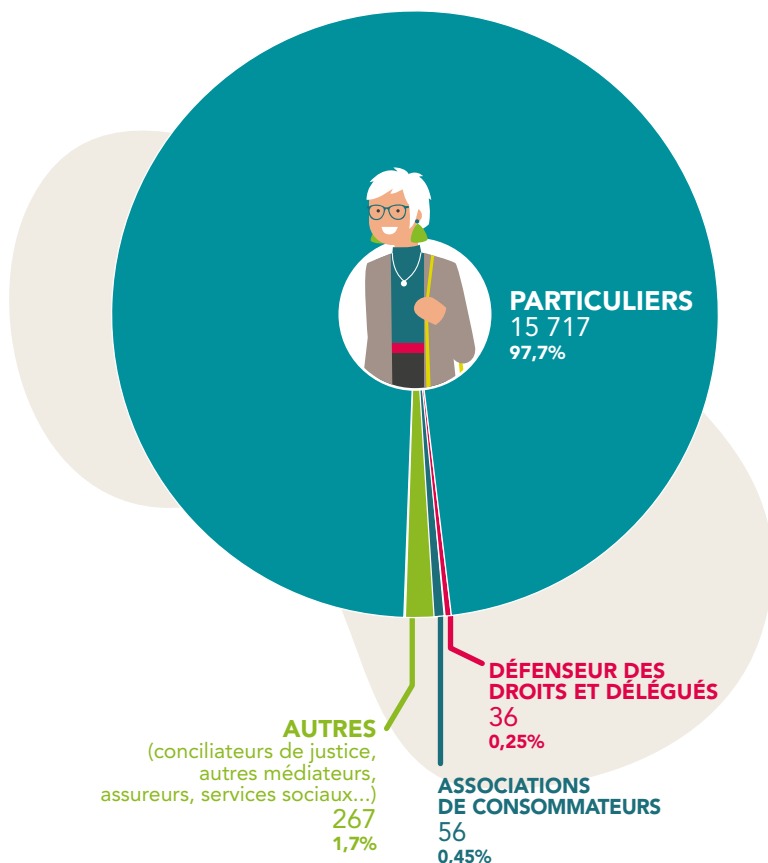 PARTICULIERS
15 717
97,7%
DÉFENSEUR DES
DROITS ET DÉLÉGUÉS
36
0,25%
AUTRES
(conciliateurs de justice,
autres médiateurs,
assureurs, services sociaux...)
267
1,7%
ASSOCIATIONS
DE CONSOMMATEURS
56
0,45%